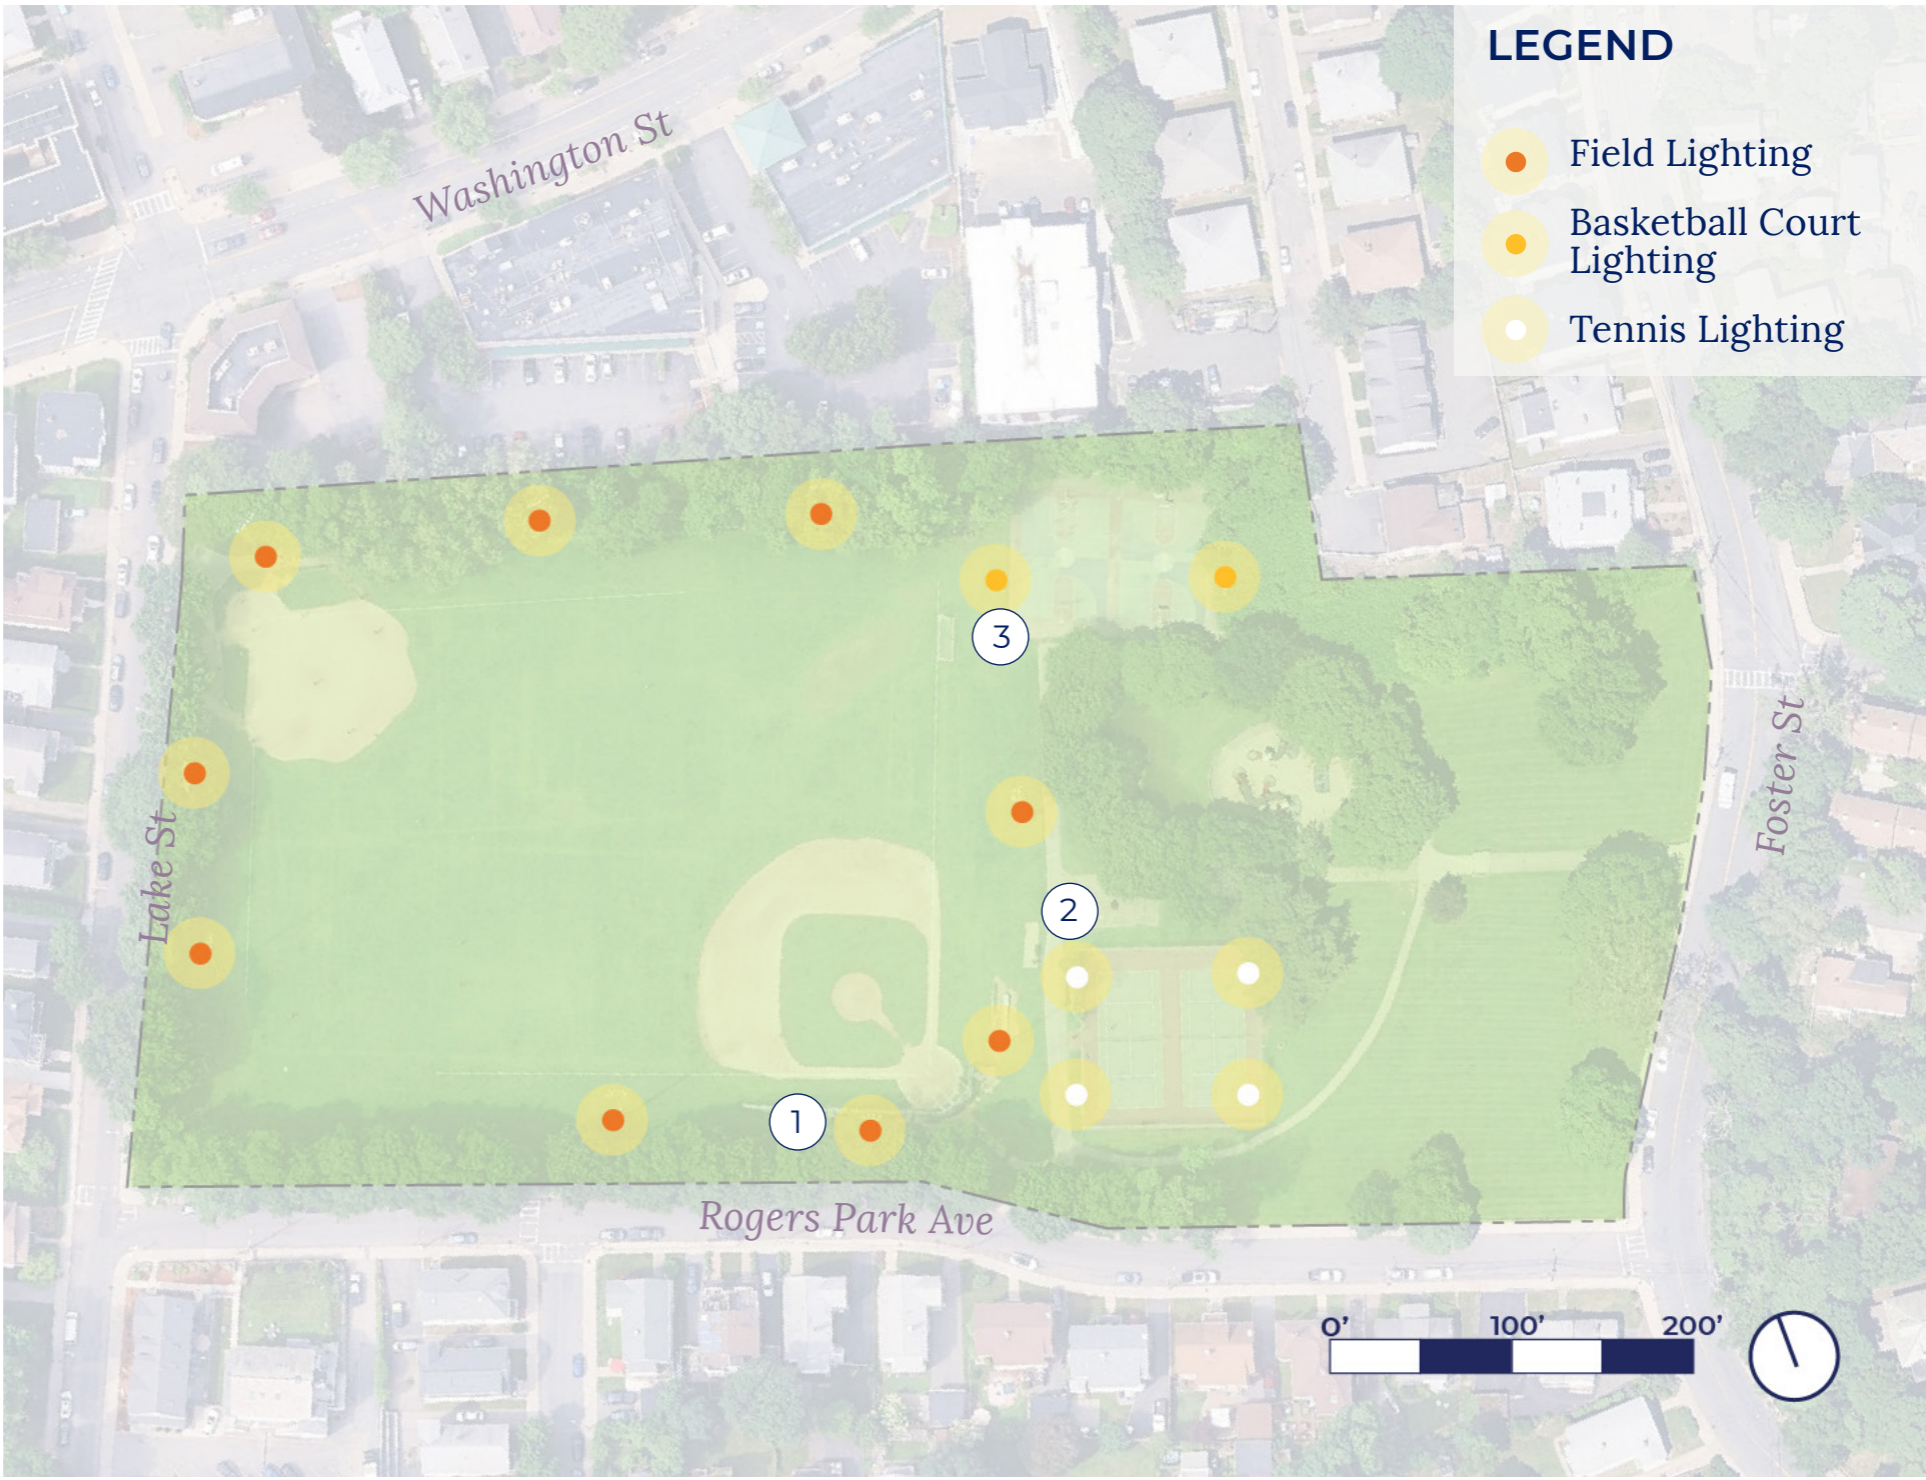 LEGEND
Field Lighting
Basketball Court
Lighting
Tennis Lighting
Washington St
3
Lake St
Foster St
2
1
Rogers Park Ave
0’ 100’ 200’